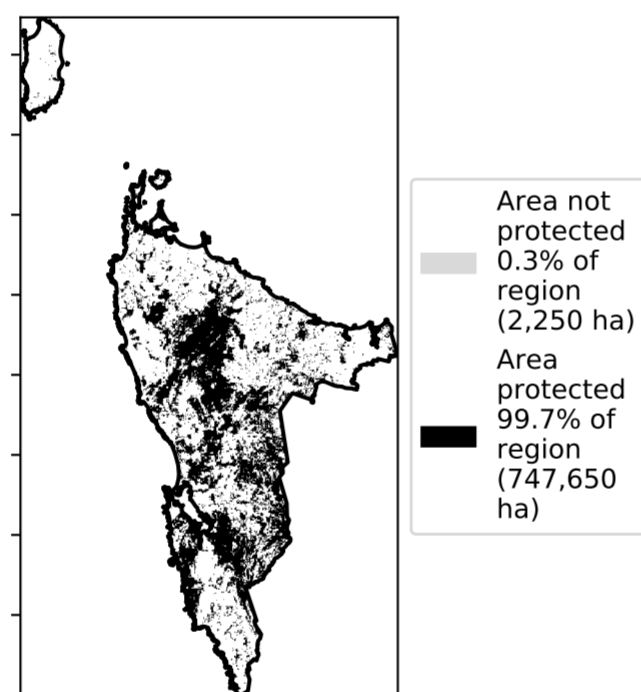 Area not
protected
0.3% of
region
(2,250 ha)
Area
protected
99.7% of
region
(747,650
ha)